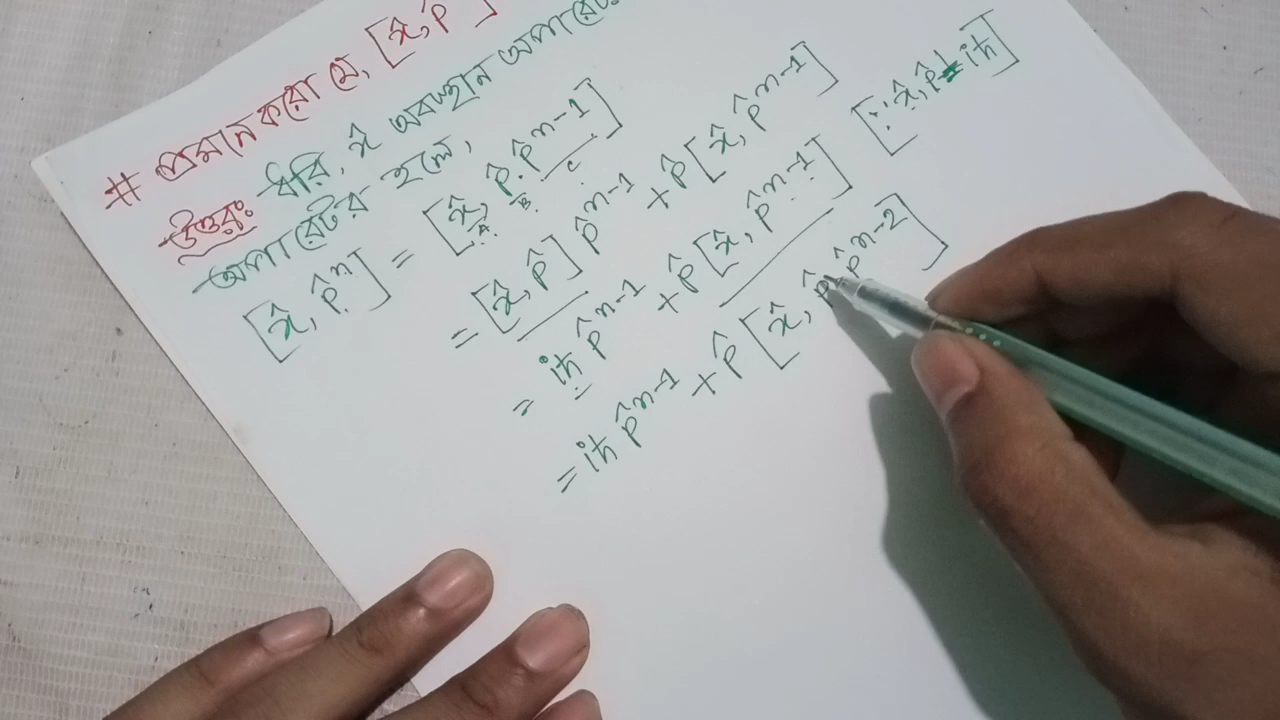 # প্রমান করো যে, [x̂, p̂ ]
উত্তরঃ ধরি, x̂ অবস্থান অপারেট
অপারেটর হলে,
[x̂, p̂ⁿ] = [x̂, p̂·p̂ⁿ⁻¹]
A B C
= [x̂, p̂] p̂ⁿ⁻¹ + p̂[x̂, p̂ⁿ⁻¹]
= iħ p̂ⁿ⁻¹ + p̂[x̂, p̂ⁿ⁻¹] [∵ x̂, p̂ = iħ]
= iħ p̂ⁿ⁻¹ + p̂[x̂, p̂·p̂ⁿ⁻²]